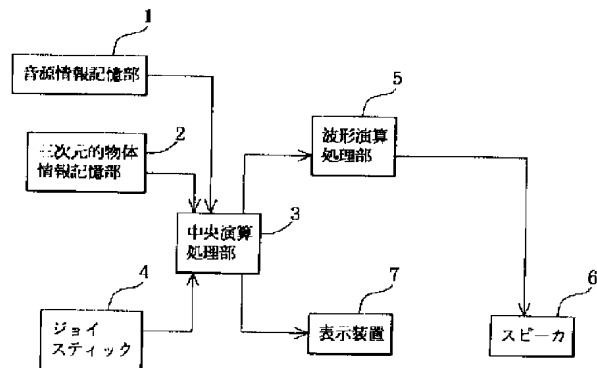 1
音源情報記憶部
2
三次元的物体
情報記憶部
3
中央演算
処理部
4
ジョイ
スティック
5
波形演算
処理部
7
表示装置
6
スピーカ